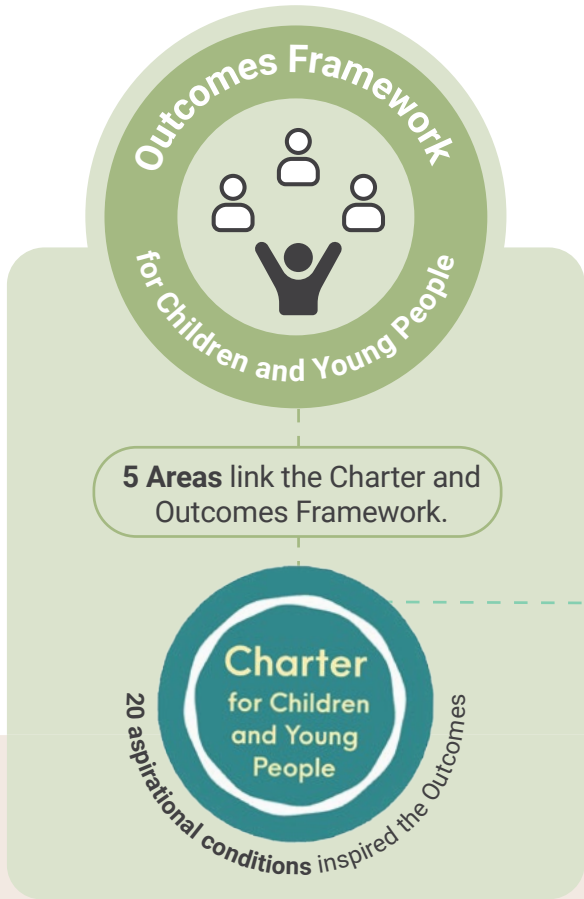 Outcomes Framework
for Children and Young People
5 Areas link the Charter and
Outcomes Framework.
Charter
for Children
and Young
People
20 aspirational conditions inspired the Outcomes